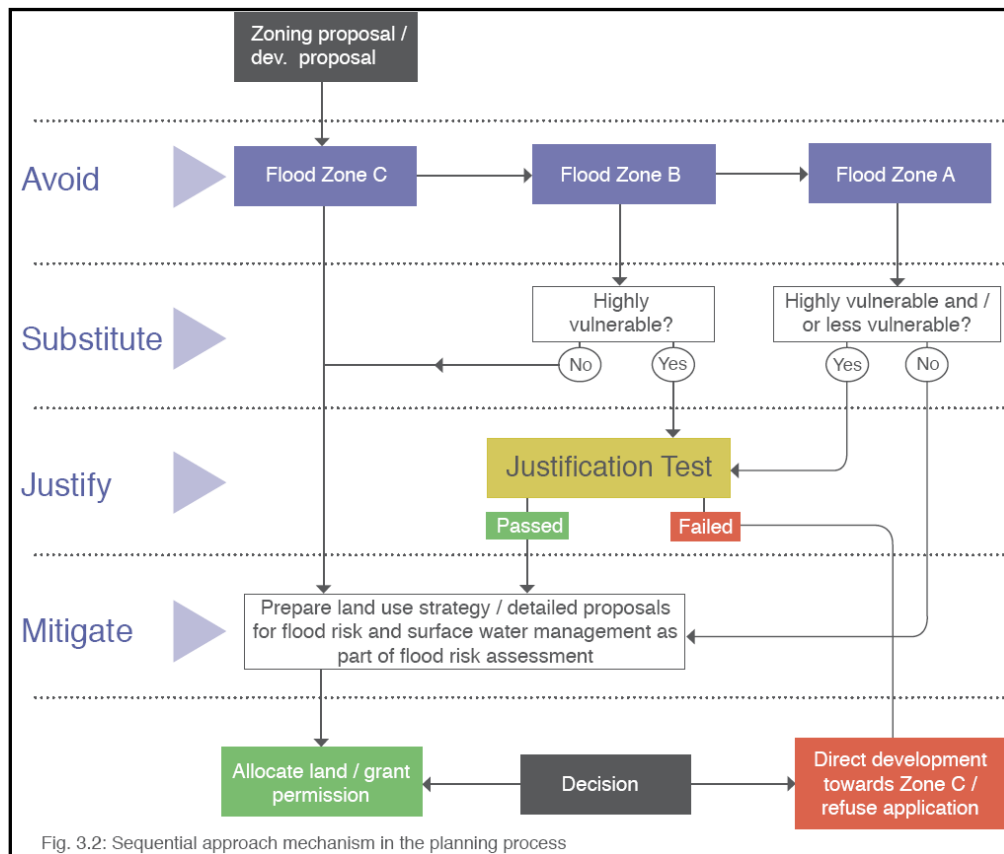 Zoning proposal /
dev. proposal
Avoid
Flood Zone C
Flood Zone B
Flood Zone A
Substitute
Highly
vulnerable?
Highly vulnerable and /
or less vulnerable?
No
Yes
Yes
No
Justify
Justification Test
Passed
Failed
Mitigate
Prepare land use strategy / detailed proposals
for flood risk and surface water management as
part of flood risk assessment
Allocate land / grant
permission
Decision
Direct development
towards Zone C /
refuse application
Fig. 3.2: Sequential approach mechanism in the planning process